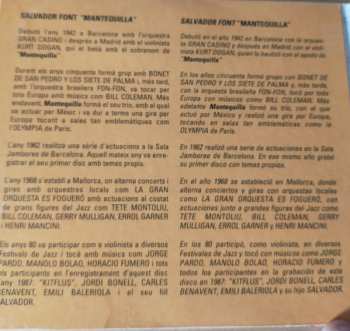 SALVADOR FONT "MANTEQUILLA"
Debutà l'any 1942 a Barcelona amb l'orquestra
GRAN CASINO i després a Madrid amb el violinista
KURT DOGAN, qui el batià amb el sobrenom de
"Mantequilla".
Durant els anys cinquanta formà grup amb BONET
DE SAN PEDRO Y LOS SIETE DE PALMA i, més tard,
amb l'orquestra brasilera FON-FON, va tocar per
tota Europa amb músics com BILL COLEMAN. Més
endavant, Mantequilla formà el seu trio, amb el qual
va actuar per Mèxic i va dur a terme una gira per
Europa tocant a sales tan emblemàtiques com
l'OLYMPIA de París.
L'any 1962 realitzà una sèrie d'actuacions a la Sala
Jamboree de Barcelona. Aquell mateix any va enre-
gistrar el seu primer disc amb temes propis.
L'any 1968 s'establí a Mallorca, on alterna concerts i
gires amb orquestres locals com LA GRAN
ORQUESTA ES FOGUERÓ amb actuacions al costat
de grans figures del Jazz com TETE MONTOLIU,
BILL COLEMAN, GERRY MULLIGAN, ERROL GARNER
i HENRI MANCINI.
Els anys 80 va participar com a violinista a diversos
Festivals de Jazz i tocà amb músics com JORGE
PARDO, MANOLO BOLAO, HORACIO FUMERO i tots
ells participants en l'enregistrament d'aquest disc
l'any 1987: "KITFLUS", JORDI BONELL, CARLES
BENAVENT, EMILI BALERIOLA i el seu fill
SALVADOR.
SALVADOR FONT "MANTEQUILLA"
Debutó en el año 1942 en Barcelona con la orquesta
GRAN CASINO y después en Madrid con el violi-
nista KURT DOGAN, quien lo bautizó con el apodo de
"Mantequilla".
En los años cincuenta formó grupo con BONET DE
SAN PEDRO Y LOS SIETE DE PALMA y, más tarde,
con la orquesta brasileña FON-FON, tocó por toda
Europa con músicos como BILL COLEMAN. Más
adelante Mantequilla formó su trío, con el que
actuó por México y realizó una gira por Europa,
tocando en salas tan emblemáticas como la
OLYMPIA de París.
En 1962 realizó una serie de actuaciones en la Sala
Jamboree de Barcelona. En ese mismo año grabó
su primer disco con temas propios.
En el año 1968 se estableció en Mallorca, donde
alterna conciertos y giras con orquestas locales
como LA GRAN ORQUESTA ES FOGUERÓ, con
actuaciones junto a grandes figuras del Jazz como
TETE MONTOLIU, BILL COLEMAN, GERRY
MULLIGAN, ERROL GARNER y HENRI MANCINI.
En los 80 participó, como violinista, en diversos
Festivales de Jazz y tocó con músicos como JORGE
PARDO, MANOLO BOLAO, HORACIO FUMERO y
todos los participantes en la grabación de este
disco en 1987: "KITFLUS", JORDI BONELL, CARLES
BENAVENT, EMILI BALERIOLA y su hijo SALVADOR.